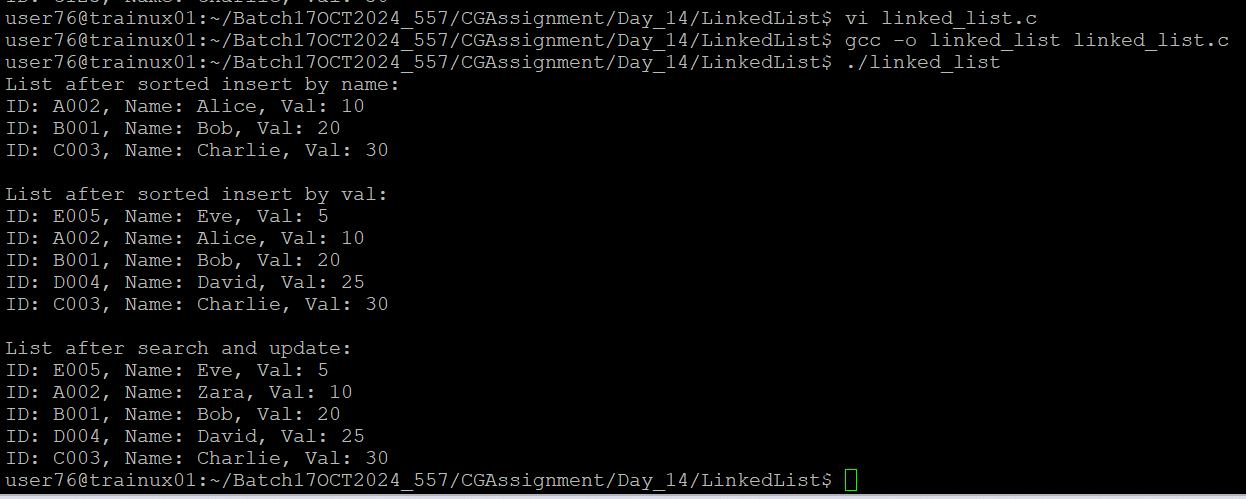 user76@trainux01:~/Batch17OCT2024_557/CGAssignment/Day_14/LinkedList$ vi linked_list.c
user76@trainux01:~/Batch17OCT2024_557/CGAssignment/Day_14/LinkedList$ gcc -o linked_list linked_list.c
user76@trainux01:~/Batch17OCT2024_557/CGAssignment/Day_14/LinkedList$ ./linked_list
List after sorted insert by name:
ID: A002, Name: Alice, Val: 10
ID: B001, Name: Bob, Val: 20
ID: C003, Name: Charlie, Val: 30

List after sorted insert by val:
ID: E005, Name: Eve, Val: 5
ID: A002, Name: Alice, Val: 10
ID: B001, Name: Bob, Val: 20
ID: D004, Name: David, Val: 25
ID: C003, Name: Charlie, Val: 30

List after search and update:
ID: E005, Name: Eve, Val: 5
ID: A002, Name: Zara, Val: 10
ID: B001, Name: Bob, Val: 20
ID: D004, Name: David, Val: 25
ID: C003, Name: Charlie, Val: 30
user76@trainux01:~/Batch17OCT2024_557/CGAssignment/Day_14/LinkedList$